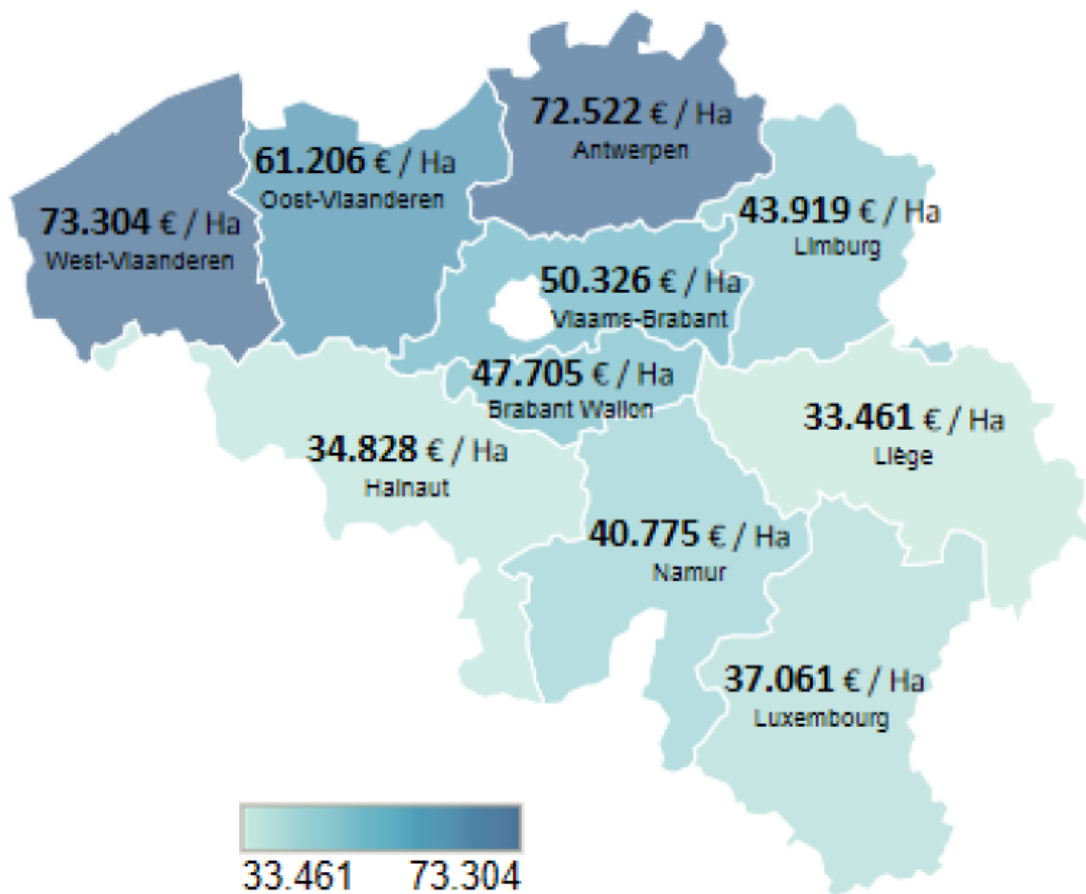 72.522 € / Ha
Antwerpen
61.206 € / Ha
Oost-Vlaanderen
73.304 € / Ha
West-Vlaanderen
43.919 € / Ha
Limburg
50.326 € / Ha
Vlaams-Brabant
47.705 € / Ha
Brabant Wallon
33.461 € / Ha
Liège
34.828 € / Ha
Hainaut
40.775 € / Ha
Namur
37.061 € / Ha
Luxembourg
33.461 73.304